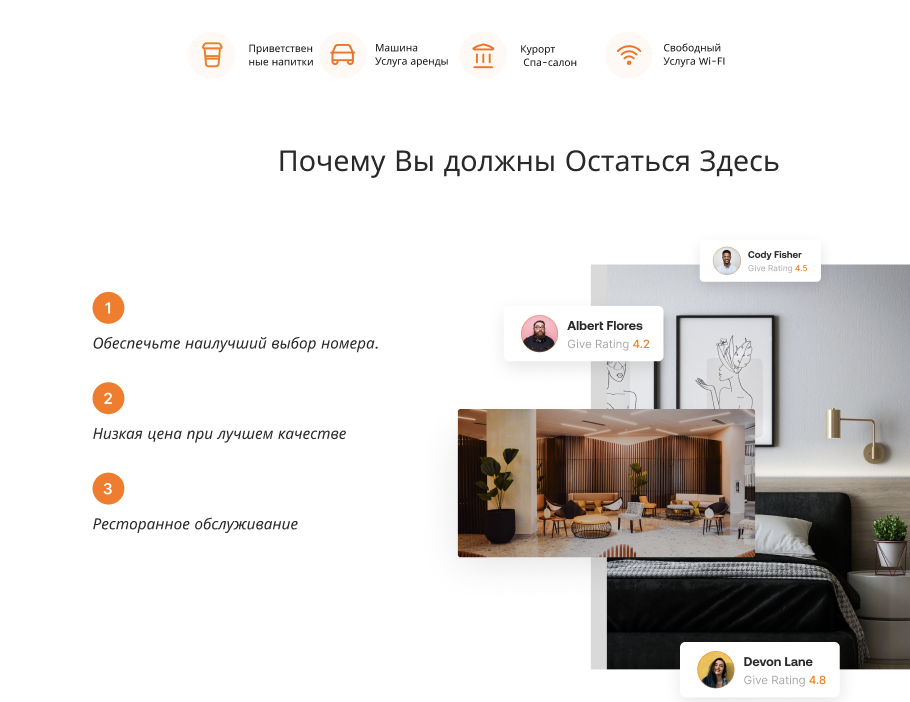 Приветствен
ные напитки
Машина
Услуга аренды
Курорт
Спа-салон
Свободный
Услуга Wi-FI
Почему Вы должны Остаться Здесь
1
Обеспечьте наилучший выбор номера.
2
Низкая цена при лучшем качестве
3
Ресторанное обслуживание
Cody Fisher
Give Rating 4.5
Albert Flores
Give Rating 4.2
Devon Lane
Give Rating 4.8